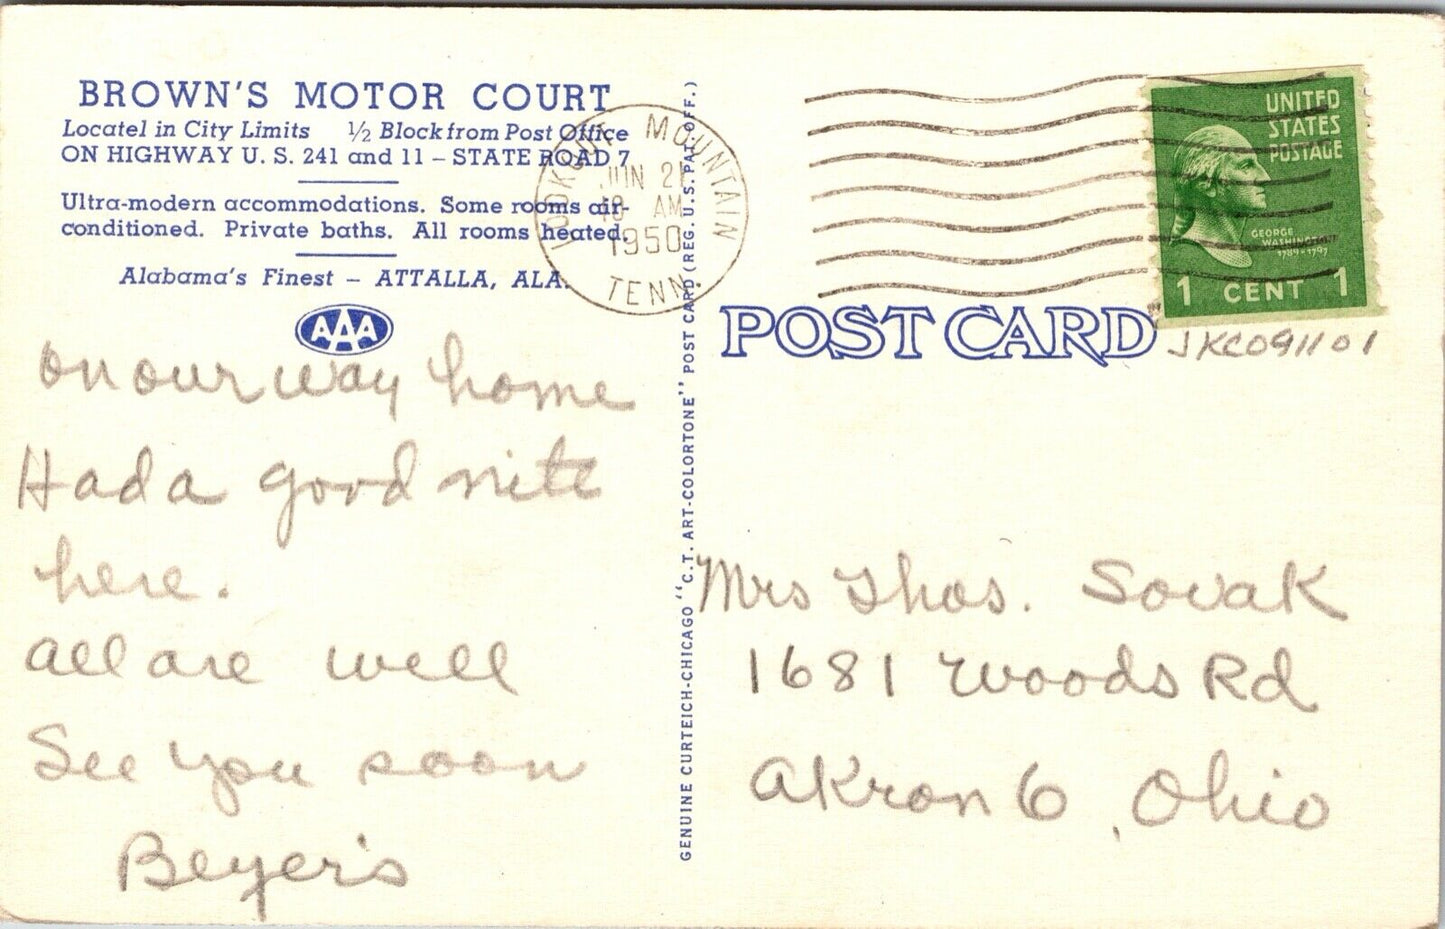 BROWN'S MOTOR COURT
Locatel in City Limits ½ Block from Post Office
ON HIGHWAY U. S. 241 and 11 – STATE ROAD 7
Ultra-modern accommodations. Some rooms air-
conditioned. Private baths. All rooms heated.
Alabama's Finest – ATTALLA, ALA.
AAA
on our way home
Had a good nite
here.
all are well
See you soon
Beyer's
GENUINE CURTEICH-CHICAGO "C.T. ART-COLORTONE" POST CARD (REG. U.S. PAT. OFF.)
LOOKOUT MOUNTAIN
JUN 21
10 AM
1950
TENN.
UNITED
STATES
POSTAGE
GEORGE
WASHINGTON
1789-1797
1 CENT 1
POST CARD
JKC091101
Mrs Thos. Sovak
1681 Woods Rd
Akron 6, Ohio